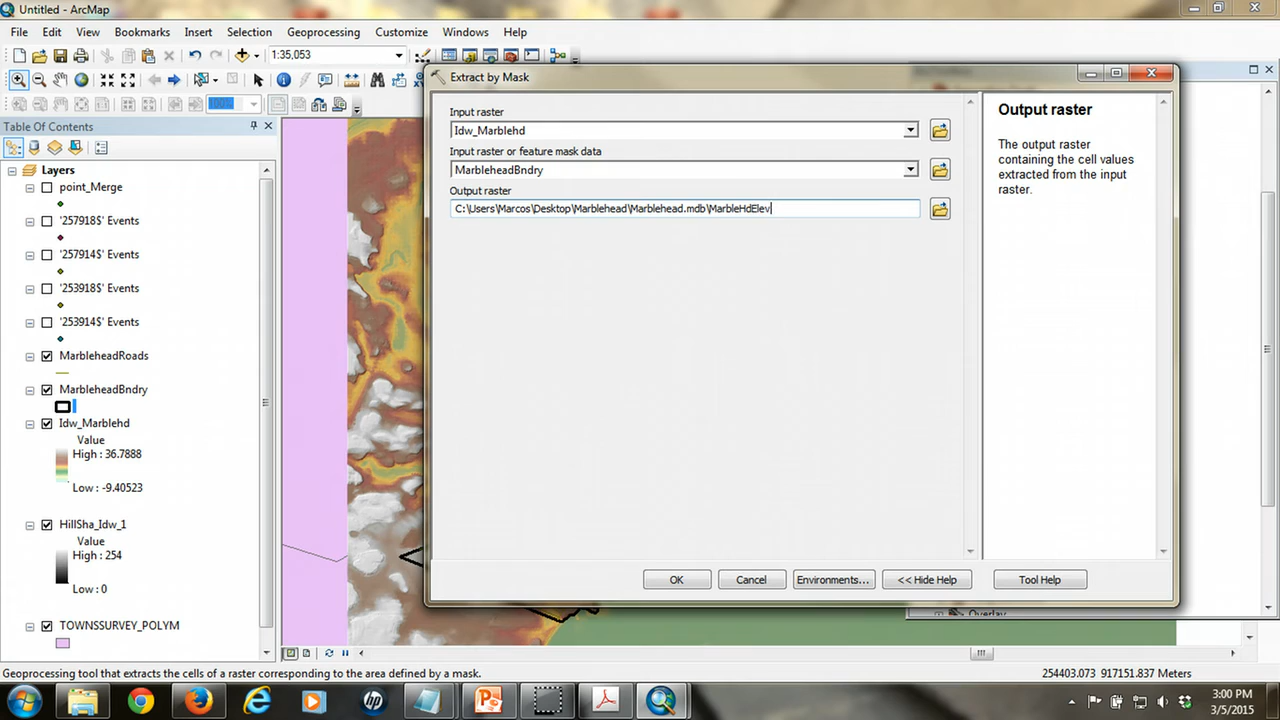 Untitled - ArcMap
File Edit View Bookmarks Insert Selection Geoprocessing Customize Windows Help
1:35,053
Table Of Contents
Layers
point_Merge
'257918$' Events
'257914$' Events
'253918$' Events
'253914$' Events
MarbleheadRoads
MarbleheadBndry
Idw_Marblehd
Value
High : 36.7888
Low : -9.40523
HillSha_Idw_1
Value
High : 254
Low : 0
TOWNSSURVEY_POLYM
Extract by Mask
Input raster
Idw_Marblehd
Input raster or feature mask data
MarbleheadBndry
Output raster
C:\Users\Marcos\Desktop\Marblehead\Marblehead.mdb\MarbleHdElev
OK Cancel Environments... << Hide Help Tool Help
Output raster
The output raster
containing the cell values
extracted from the input
raster.
Overlay
Geoprocessing tool that extracts the cells of a raster corresponding to the area defined by a mask.
254403.073 917151.837 Meters
3:00 PM
3/5/2015